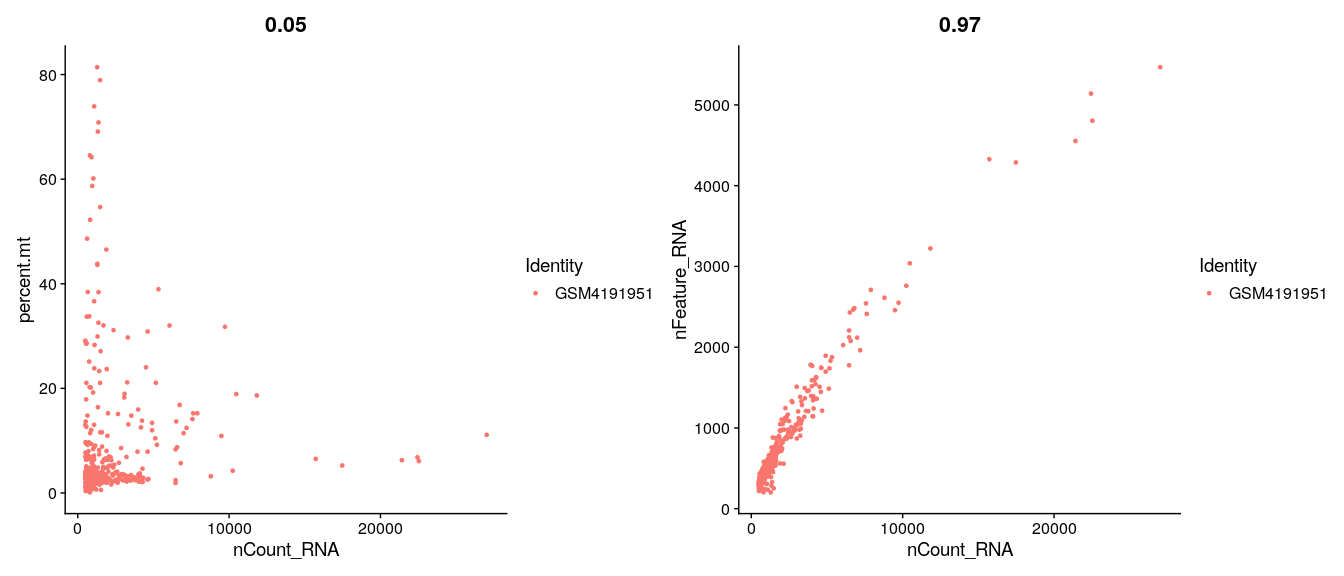 0.05
percent.mt
80
60
40
20
0
0 10000 20000
nCount_RNA
Identity
GSM4191951
0.97
nFeature_RNA
5000
4000
3000
2000
1000
0
0 10000 20000
nCount_RNA
Identity
GSM4191951